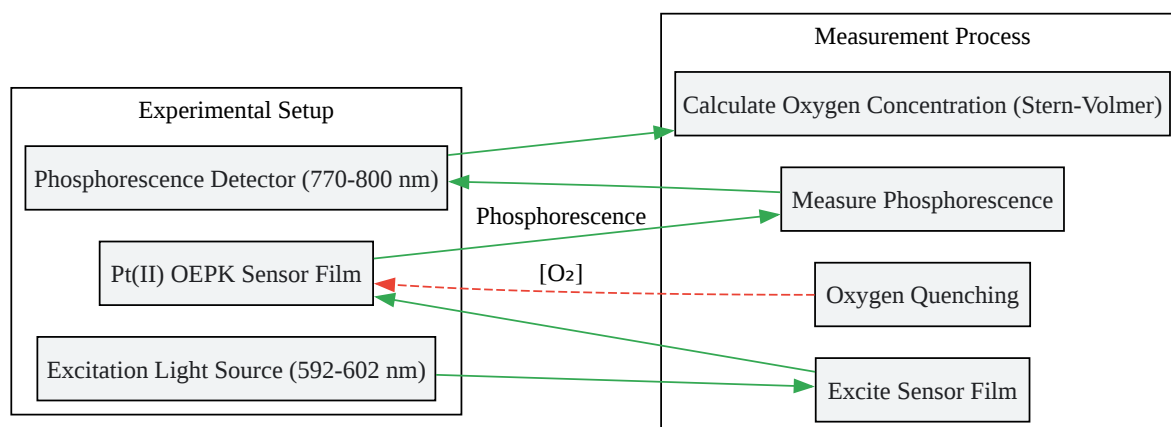 Experimental Setup
Phosphorescence Detector (770-800 nm)
Pt(II) OEPK Sensor Film
Excitation Light Source (592-602 nm)
Phosphorescence
[O₂]
Measurement Process
Calculate Oxygen Concentration (Stern-Volmer)
Measure Phosphorescence
Oxygen Quenching
Excite Sensor Film